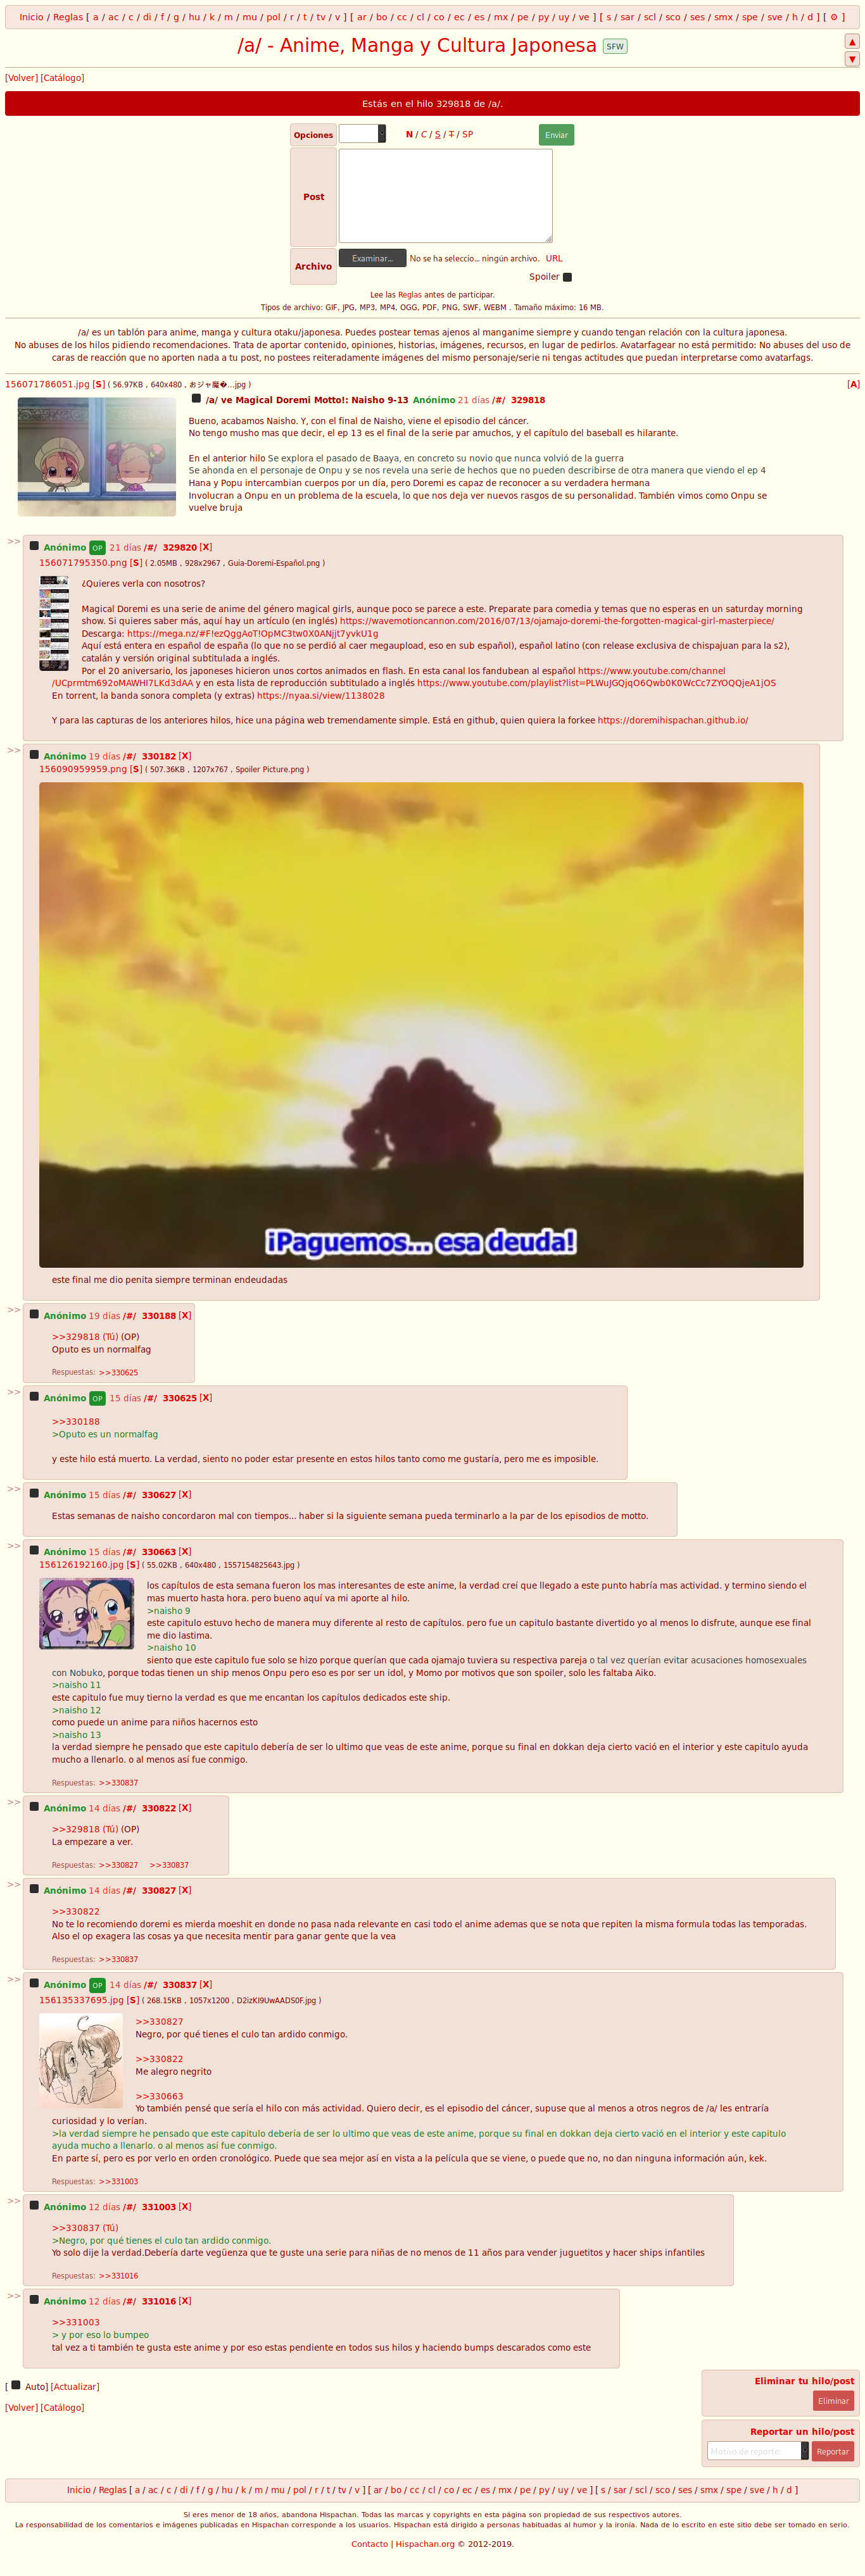 Inicio / Reglas [ a / ac / c / di / f / g / hu / k / m / mu / pol / r / t / tv / v ] [ ar / bo / cc / cl / co / ec / es / mx / pe / py / uy / ve ] [ s / sar / scl / sco / ses / smx / spe / sve / h / d ] [ ⚙ ]
/a/ - Anime, Manga y Cultura Japonesa SFW
▲
▼
[Volver] [Catálogo]
Estás en el hilo 329818 de /a/.
Opciones N / C / S / T / SP Enviar
Post
Archivo Examinar... No se ha seleccio... ningún archivo. URL
Spoiler
Lee las Reglas antes de participar.
Tipos de archivo: GIF, JPG, MP3, MP4, OGG, PDF, PNG, SWF, WEBM . Tamaño máximo: 16 MB.
/a/ es un tablón para anime, manga y cultura otaku/japonesa. Puedes postear temas ajenos al manganime siempre y cuando tengan relación con la cultura japonesa.
No abuses de los hilos pidiendo recomendaciones. Trata de aportar contenido, opiniones, historias, imágenes, recursos, en lugar de pedirlos. Avatarfagear no está permitido: No abuses del uso de
caras de reacción que no aporten nada a tu post, no postees reiteradamente imágenes del mismo personaje/serie ni tengas actitudes que puedan interpretarse como avatarfags.
156071786051.jpg [S] ( 56.97KB , 640x480 , おジャ魔�...jpg ) [A]
/a/ ve Magical Doremi Motto!: Naisho 9-13 Anónimo 21 días /#/ 329818
Bueno, acabamos Naisho. Y, con el final de Naisho, viene el episodio del cáncer.
No tengo mucho mas que decir, el ep 13 es el final de la serie par amuchos, y el capítulo del baseball es hilarante.
En el anterior hilo Se explora el pasado de Baaya, en concreto su novio que nunca volvió de la guerra
Se ahonda en el personaje de Onpu y se nos revela una serie de hechos que no pueden describirse de otra manera que viendo el ep 4
Hana y Popu intercambian cuerpos por un día, pero Doremi es capaz de reconocer a su verdadera hermana
Involucran a Onpu en un problema de la escuela, lo que nos deja ver nuevos rasgos de su personalidad. También vimos como Onpu se
vuelve bruja
>> Anónimo OP 21 días /#/ 329820 [X]
156071795350.png [S] ( 2.05MB , 928x2967 , Guia-Doremi-Español.png )
¿Quieres verla con nosotros?
Magical Doremi es una serie de anime del género magical girls, aunque poco se parece a este. Preparate para comedia y temas que no esperas en un saturday morning
show. Si quieres saber más, aquí hay un artículo (en inglés) https://wavemotioncannon.com/2016/07/13/ojamajo-doremi-the-forgotten-magical-girl-masterpiece/
Descarga: https://mega.nz/#F!ezQggAoT!OpMC3tw0X0ANjjt7yvkU1g
Aquí está entera en español de españa (lo que no se perdió al caer megaupload, eso en sub español), español latino (con release exclusiva de chispajuan para la s2),
catalán y versión original subtitulada a inglés.
Por el 20 aniversario, los japoneses hicieron unos cortos animados en flash. En esta canal los fandubean al español https://www.youtube.com/channel
/UCprmtm692oMAWHI7LKd3dAA y en esta lista de reproducción subtitulado a inglés https://www.youtube.com/playlist?list=PLWuJGQjqO6Qwb0K0WcCc7ZYOQQjeA1jOS
En torrent, la banda sonora completa (y extras) https://nyaa.si/view/1138028
Y para las capturas de los anteriores hilos, hice una página web tremendamente simple. Está en github, quien quiera la forkee https://doremihispachan.github.io/
>> Anónimo 19 días /#/ 330182 [X]
156090959959.png [S] ( 507.36KB , 1207x767 , Spoiler Picture.png )
¡Paguemos... esa deuda!
este final me dio penita siempre terminan endeudadas
>> Anónimo 19 días /#/ 330188 [X]
>>329818 (Tú) (OP)
Oputo es un normalfag
Respuestas: >>330625
>> Anónimo OP 15 días /#/ 330625 [X]
>>330188
>Oputo es un normalfag
y este hilo está muerto. La verdad, siento no poder estar presente en estos hilos tanto como me gustaría, pero me es imposible.
>> Anónimo 15 días /#/ 330627 [X]
Estas semanas de naisho concordaron mal con tiempos... haber si la siguiente semana pueda terminarlo a la par de los episodios de motto.
>> Anónimo 15 días /#/ 330663 [X]
156126192160.jpg [S] ( 55.02KB , 640x480 , 1557154825643.jpg )
los capítulos de esta semana fueron los mas interesantes de este anime, la verdad creí que llegado a este punto habría mas actividad. y termino siendo el
mas muerto hasta hora. pero bueno aquí va mi aporte al hilo.
>naisho 9
este capitulo estuvo hecho de manera muy diferente al resto de capítulos. pero fue un capitulo bastante divertido yo al menos lo disfrute, aunque ese final
me dio lastima.
>naisho 10
siento que este capitulo fue solo se hizo porque querían que cada ojamajo tuviera su respectiva pareja o tal vez querían evitar acusaciones homosexuales
con Nobuko, porque todas tienen un ship menos Onpu pero eso es por ser un idol, y Momo por motivos que son spoiler, solo les faltaba Aiko.
>naisho 11
este capitulo fue muy tierno la verdad es que me encantan los capítulos dedicados este ship.
>naisho 12
como puede un anime para niños hacernos esto
>naisho 13
la verdad siempre he pensado que este capitulo debería de ser lo ultimo que veas de este anime, porque su final en dokkan deja cierto vació en el interior y este capitulo ayuda
mucho a llenarlo. o al menos así fue conmigo.
Respuestas: >>330837
>> Anónimo 14 días /#/ 330822 [X]
>>329818 (Tú) (OP)
La empezare a ver.
Respuestas: >>330827 >>330837
>> Anónimo 14 días /#/ 330827 [X]
>>330822
No te lo recomiendo doremi es mierda moeshit en donde no pasa nada relevante en casi todo el anime ademas que se nota que repiten la misma formula todas las temporadas.
Also el op exagera las cosas ya que necesita mentir para ganar gente que la vea
Respuestas: >>330837
>> Anónimo OP 14 días /#/ 330837 [X]
156135337695.jpg [S] ( 268.15KB , 1057x1200 , D2izKI9UwAADS0F.jpg )
>>330827
Negro, por qué tienes el culo tan ardido conmigo.
>>330822
Me alegro negrito
>>330663
Yo también pensé que sería el hilo con más actividad. Quiero decir, es el episodio del cáncer, supuse que al menos a otros negros de /a/ les entraría
curiosidad y lo verían.
>la verdad siempre he pensado que este capitulo debería de ser lo ultimo que veas de este anime, porque su final en dokkan deja cierto vació en el interior y este capitulo
ayuda mucho a llenarlo. o al menos así fue conmigo.
En parte sí, pero es por verlo en orden cronológico. Puede que sea mejor así en vista a la película que se viene, o puede que no, no dan ninguna información aún, kek.
Respuestas: >>331003
>> Anónimo 12 días /#/ 331003 [X]
>>330837 (Tú)
>Negro, por qué tienes el culo tan ardido conmigo.
Yo solo dije la verdad.Debería darte vegüenza que te guste una serie para niñas de no menos de 11 años para vender juguetitos y hacer ships infantiles
Respuestas: >>331016
>> Anónimo 12 días /#/ 331016 [X]
>>331003
> y por eso lo bumpeo
tal vez a ti también te gusta este anime y por eso estas pendiente en todos sus hilos y haciendo bumps descarados como este
[ Auto] [Actualizar]
[Volver] [Catálogo]
Eliminar tu hilo/post
Eliminar
Reportar un hilo/post
Motivo de reporte: Reportar
Inicio / Reglas [ a / ac / c / di / f / g / hu / k / m / mu / pol / r / t / tv / v ] [ ar / bo / cc / cl / co / ec / es / mx / pe / py / uy / ve ] [ s / sar / scl / sco / ses / smx / spe / sve / h / d ]
Si eres menor de 18 años, abandona Hispachan. Todas las marcas y copyrights en esta página son propiedad de sus respectivos autores.
La responsabilidad de los comentarios e imágenes publicadas en Hispachan corresponde a los usuarios. Hispachan está dirigido a personas habituadas al humor y la ironía. Nada de lo escrito en este sitio debe ser tomado en serio.
Contacto | Hispachan.org © 2012-2019.